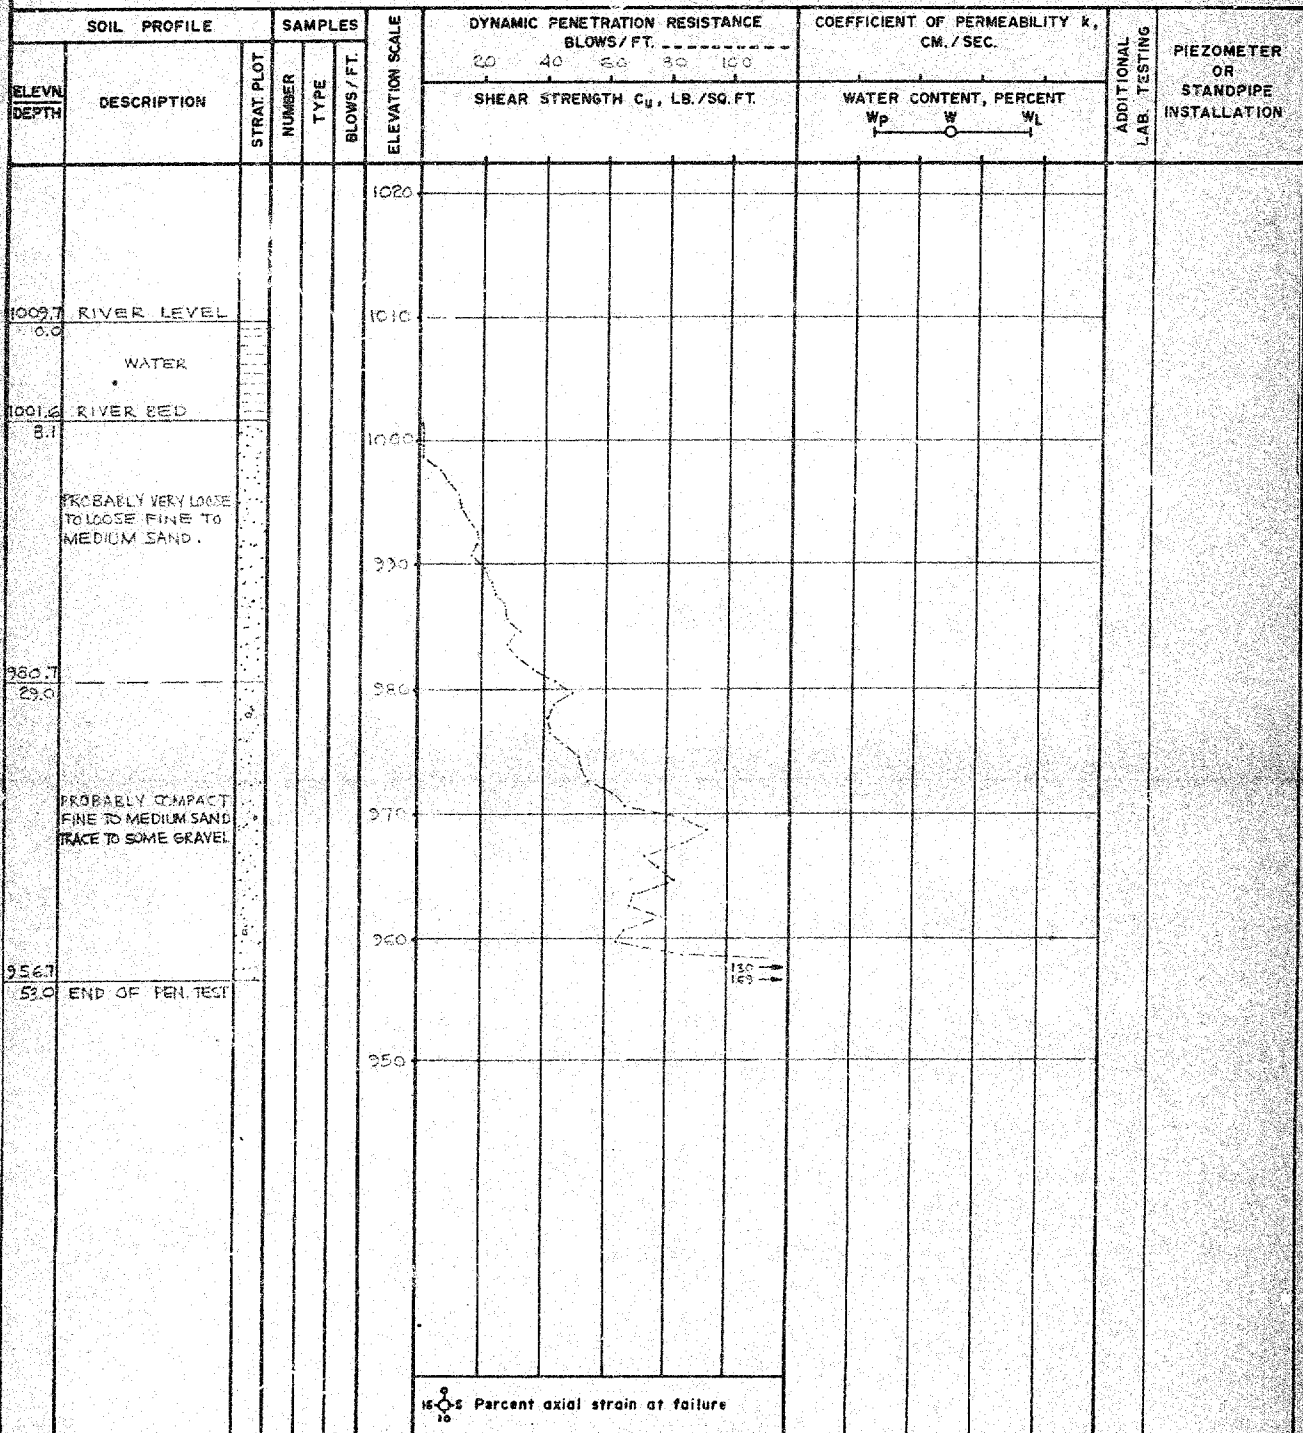 SOIL PROFILE
SAMPLES
ELEVATION SCALE
DYNAMIC PENETRATION RESISTANCE
BLOWS/FT.
20 40 60 80 100
SHEAR STRENGTH Cu, LB./SQ.FT.
COEFFICIENT OF PERMEABILITY k,
CM./SEC.
WATER CONTENT, PERCENT
WP W WL
ADDITIONAL
LAB. TESTING
PIEZOMETER
OR
STANDPIPE
INSTALLATION
ELEVN
DEPTH
DESCRIPTION
STRAT. PLOT
NUMBER
TYPE
BLOWS/FT.
1020
1009.7 RIVER LEVEL
0.0
1010
WATER
1001.6 RIVER BED
8.1
1000
PROBABLY VERY LOOSE
TO LOOSE FINE TO
MEDIUM SAND.
990
980.7
29.0
980
PROBABLY COMPACT
FINE TO MEDIUM SAND
TRACE TO SOME GRAVEL
970
960
130
169
956.7
53.0 END OF PEN. TEST
950
0
15 5 Percent axial strain at failure
10